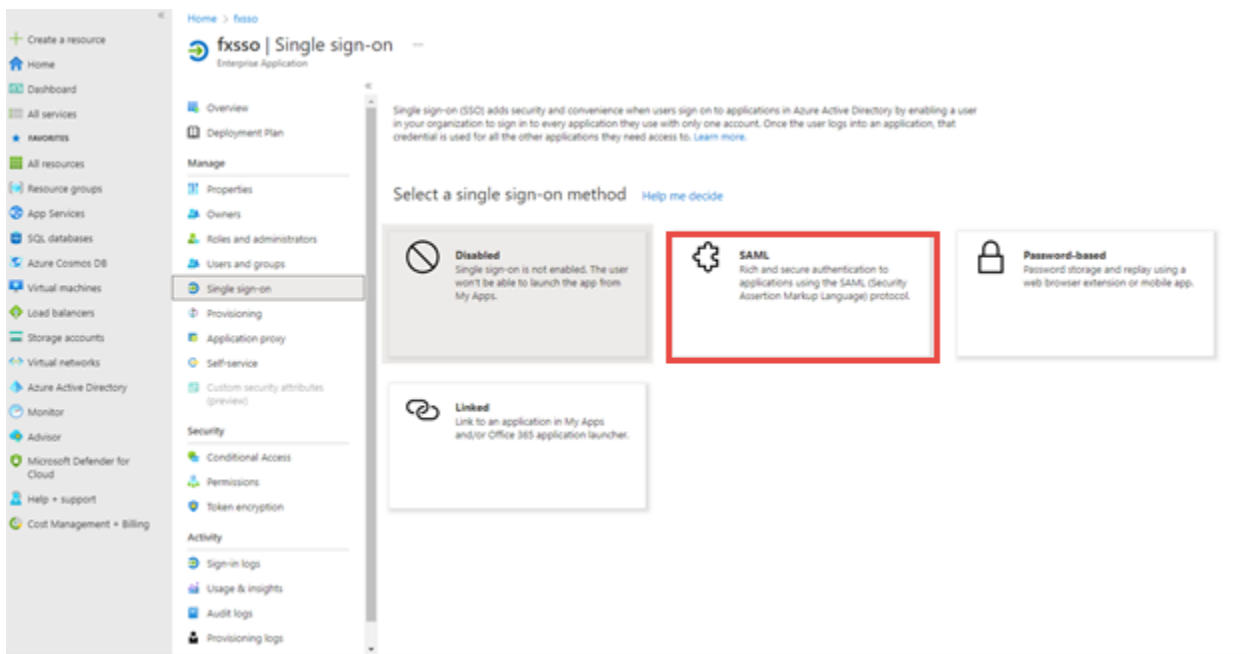 Home > fxsso
fxsso | Single sign-on ...
Enterprise Application
Create a resource
Home
Dashboard
All services
FAVORITES
All resources
Resource groups
App Services
SQL databases
Azure Cosmos DB
Virtual machines
Load balancers
Storage accounts
Virtual networks
Azure Active Directory
Monitor
Advisor
Microsoft Defender for
Cloud
Help + support
Cost Management + Billing
Overview
Deployment Plan
Manage
Properties
Owners
Roles and administrators
Users and groups
Single sign-on
Provisioning
Application proxy
Self-service
Custom security attributes
(preview)
Security
Conditional Access
Permissions
Token encryption
Activity
Sign-in logs
Usage & insights
Audit logs
Provisioning logs
Single sign-on (SSO) adds security and convenience when users sign on to applications in Azure Active Directory by enabling a user
in your organization to sign in to every application they use with only one account. Once the user logs into an application, that
credential is used for all the other applications they need access to. Learn more.
Select a single sign-on method Help me decide
Disabled
Single sign-on is not enabled. The user
won't be able to launch the app from
My Apps.
SAML
Rich and secure authentication to
applications using the SAML (Security
Assertion Markup Language) protocol.
Password-based
Password storage and replay using a
web browser extension or mobile app.
Linked
Link to an application in My Apps
and/or Office 365 application launcher.